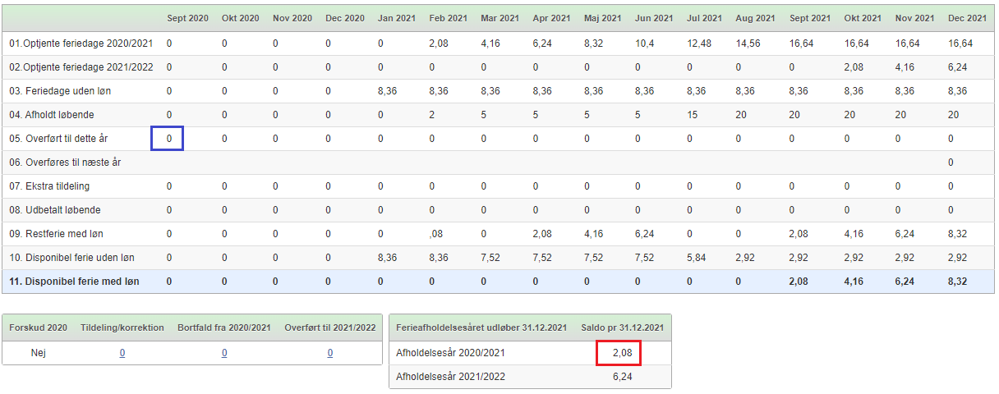 Sept 2020 Okt 2020 Nov 2020 Dec 2020 Jan 2021 Feb 2021 Mar 2021 Apr 2021 Maj 2021 Jun 2021 Jul 2021 Aug 2021 Sept 2021 Okt 2021 Nov 2021 Dec 2021
01.Optjente feriedage 2020/2021 0 0 0 0 0 2,08 4,16 6,24 8,32 10,4 12,48 14,56 16,64 16,64 16,64 16,64
02.Optjente feriedage 2021/2022 0 0 0 0 0 0 0 0 0 0 0 0 0 2,08 4,16 6,24
03. Feriedage uden løn 0 0 0 0 8,36 8,36 8,36 8,36 8,36 8,36 8,36 8,36 8,36 8,36 8,36 8,36
04. Afholdt løbende 0 0 0 0 0 2 5 5 5 5 15 20 20 20 20 20
05. Overført til dette år 0 0 0 0 0 0 0 0 0 0 0 0 0 0 0 0
06. Overføres til næste år 0
07. Ekstra tildeling 0 0 0 0 0 0 0 0 0 0 0 0 0 0 0 0
08. Udbetalt løbende 0 0 0 0 0 0 0 0 0 0 0 0 0 0 0 0
09. Restferie med løn 0 0 0 0 0 ,08 0 2,08 4,16 6,24 0 0 2,08 4,16 6,24 8,32
10. Disponibel ferie uden løn 0 0 0 0 8,36 8,36 7,52 7,52 7,52 7,52 5,84 2,92 2,92 2,92 2,92 2,92
11. Disponibel ferie med løn 0 0 0 0 0 0 0 0 0 0 0 0 2,08 4,16 6,24 8,32
Forskud 2020 Tildeling/korrektion Bortfald fra 2020/2021 Overført til 2021/2022
Nej 0 0 0
Ferieafholdelsesåret udløber 31.12.2021 Saldo pr 31.12.2021
Afholdelsesår 2020/2021 2,08
Afholdelsesår 2021/2022 6,24